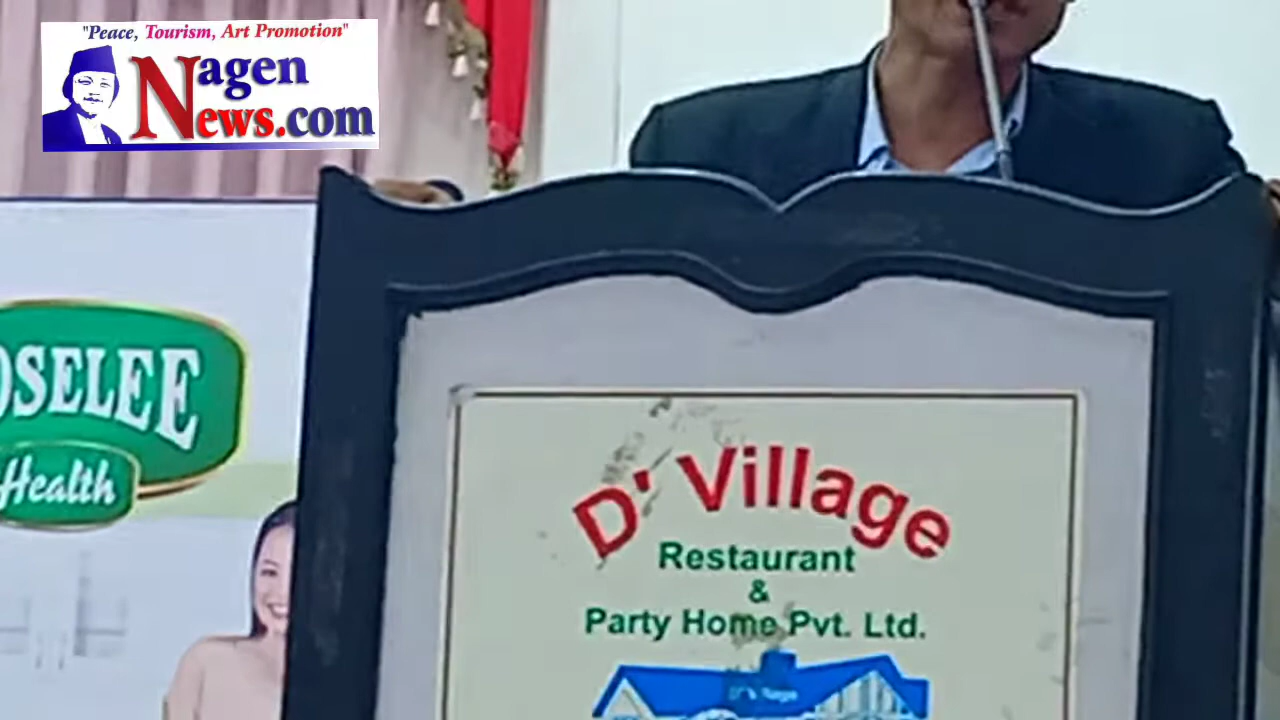 "Peace, Tourism, Art Promotion"
Nagen
News.com
OSELEE
Health
D' Village
Restaurant
&
Party Home Pvt. Ltd.